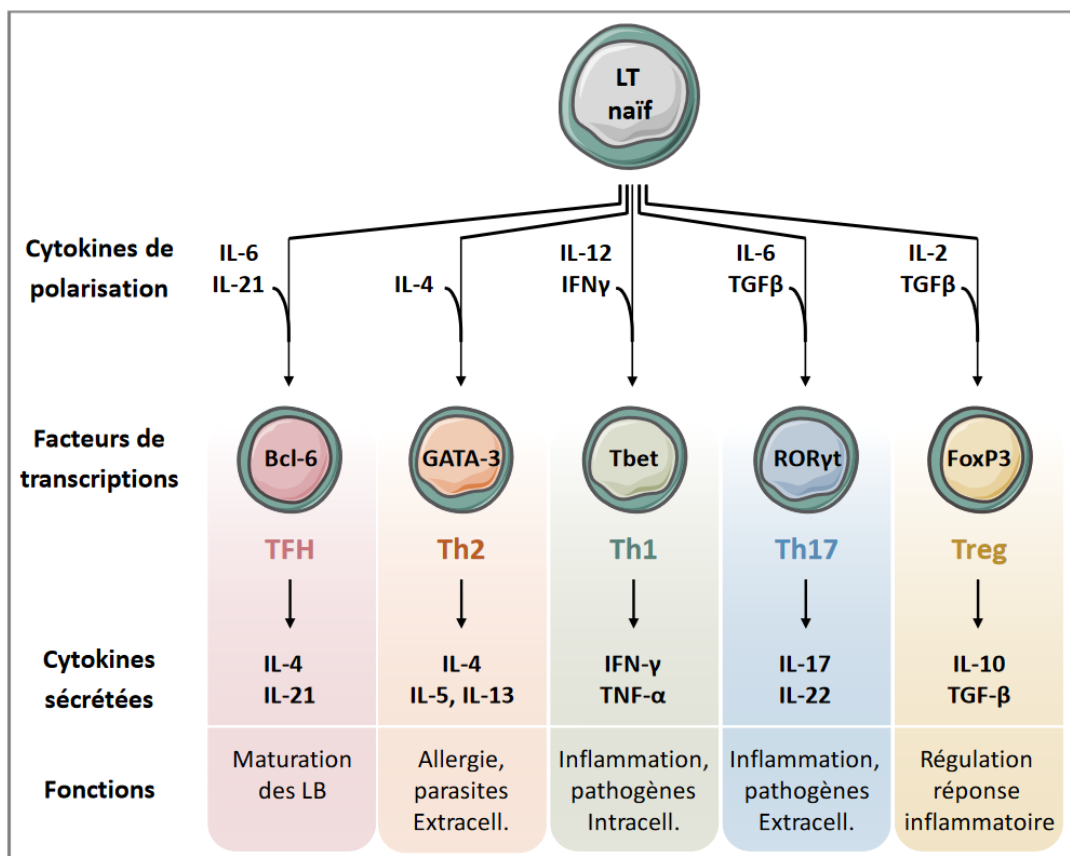 LT
naïf
Cytokines de
polarisation
IL-6
IL-21
IL-4
IL-12
IFNγ
IL-6
TGFβ
IL-2
TGFβ
Facteurs de
transcriptions
Bcl-6
GATA-3
Tbet
RORγt
FoxP3
TFH
Th2
Th1
Th17
Treg
Cytokines
sécrétées
IL-4
IL-21
IL-4
IL-5, IL-13
IFN-γ
TNF-α
IL-17
IL-22
IL-10
TGF-β
Fonctions
Maturation
des LB
Allergie,
parasites
Extracell.
Inflammation,
pathogènes
Intracell.
Inflammation,
pathogènes
Extracell.
Régulation
réponse
inflammatoire